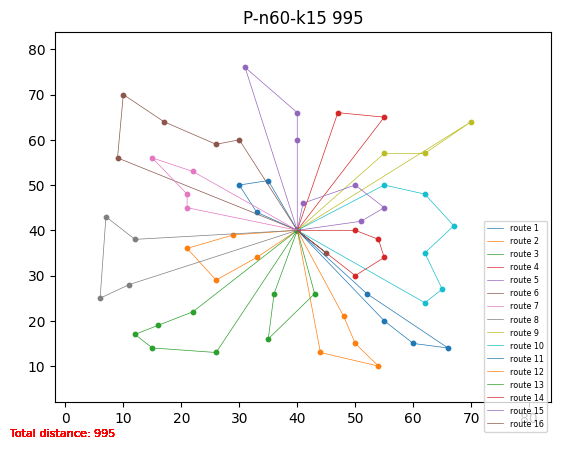 P-n60-k15 995
80
70
60
50
40
30
20
10
0 10 20 30 40 50 60 70
route 1
route 2
route 3
route 4
route 5
route 6
route 7
route 8
route 9
route 10
route 11
route 12
route 13
route 14
route 15
route 16
Total distance: 995